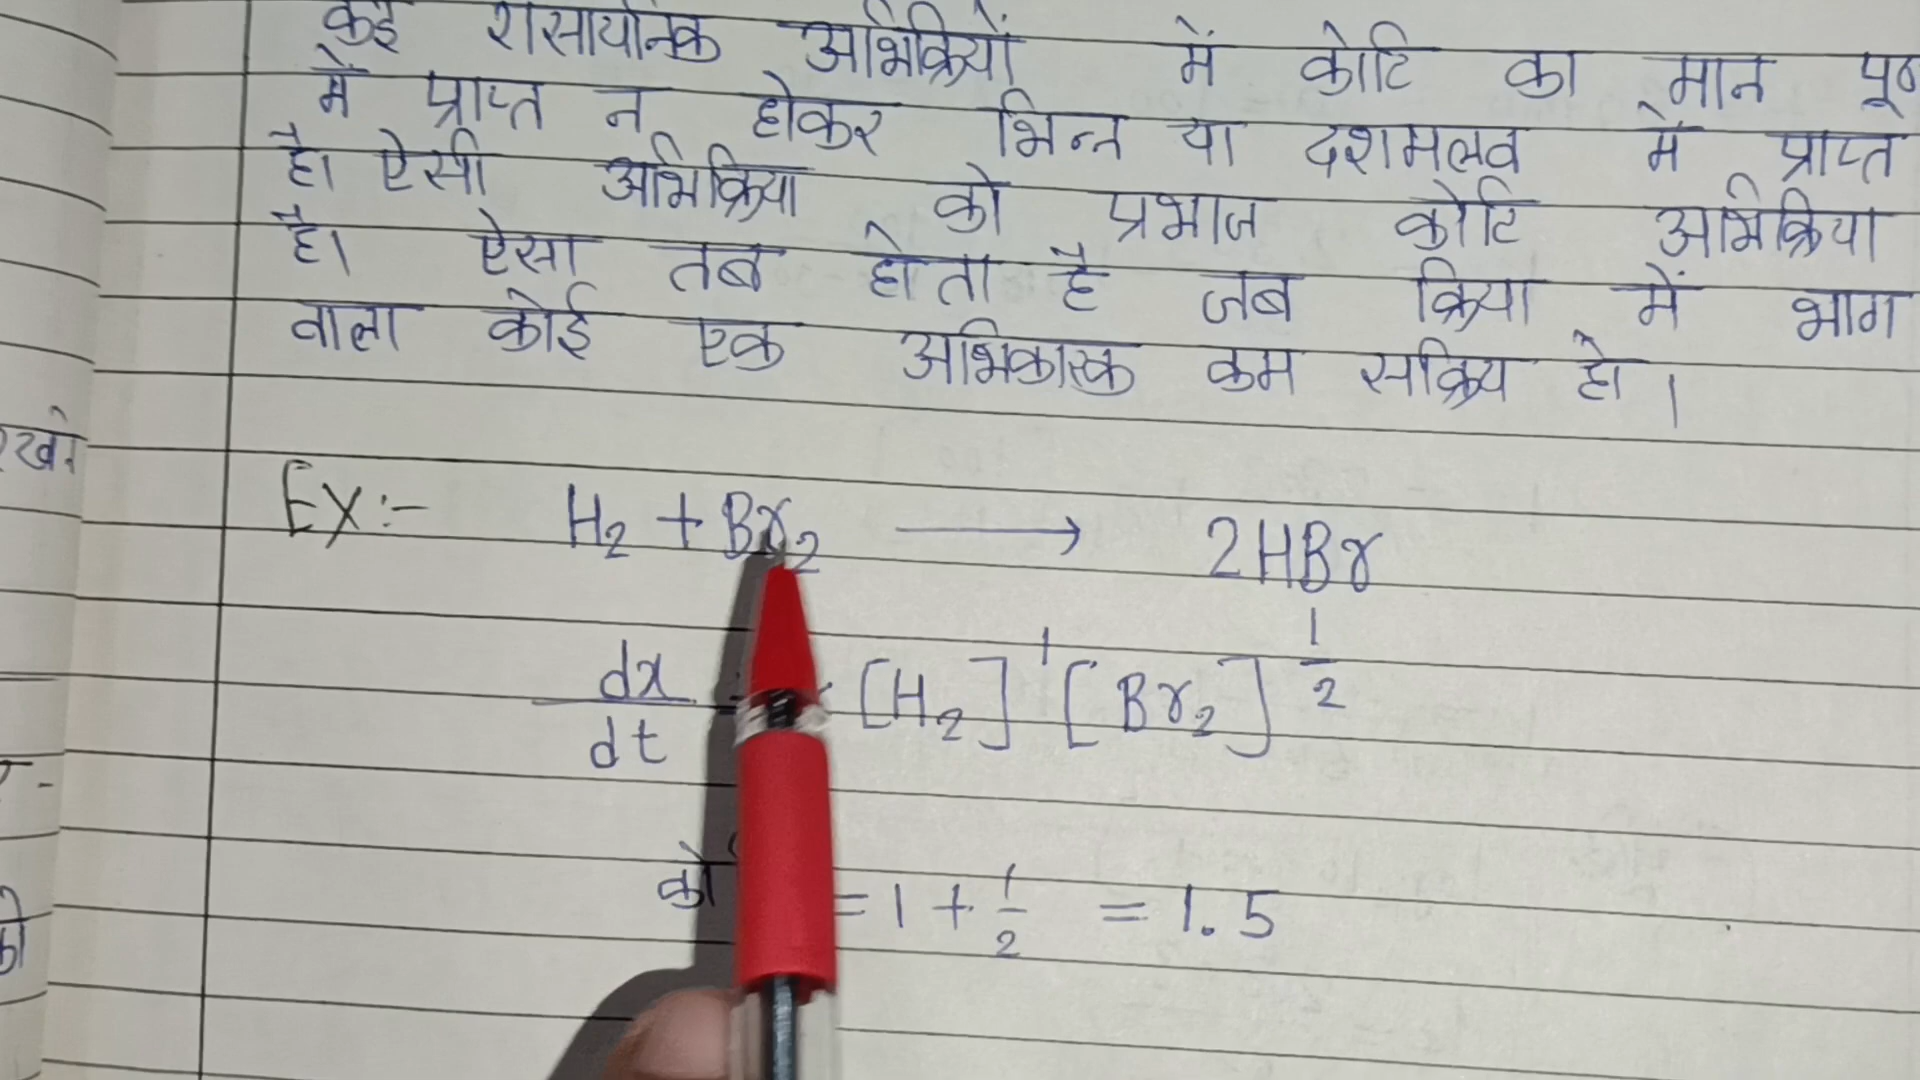 कई रासायनिक अभिक्रियों में कोटि का मान
में प्राप्त न होकर भिन्न या दशमलव में प्राप्त
है। ऐसी अभिक्रिया को प्रभाज कोटि अभिक्रिया
है। ऐसा तब होता है जब क्रिया में भाग
वाला कोई एक अभिकारक कम सक्रिय हो।
Ex:- H₂ + Br₂ ⟶ 2HBr
dx/dt [H₂]¹ [Br₂]^1/2
= 1 + 1/2 = 1.5